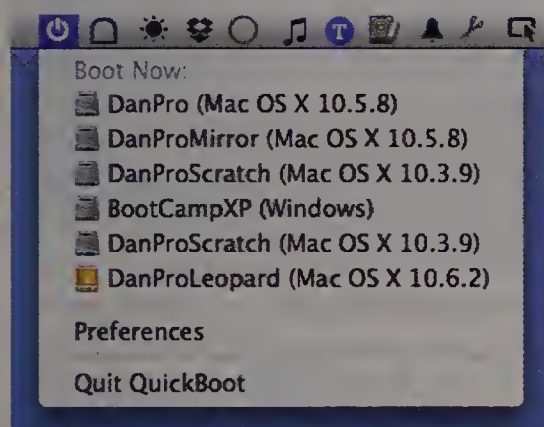 T
Boot Now:
DanPro (Mac OS X 10.5.8)
DanProMirror (Mac OS X 10.5.8)
DanProScratch (Mac OS X 10.3.9)
BootCampXP (Windows)
DanProScratch (Mac OS X 10.3.9)
DanProLeopard (Mac OS X 10.6.2)
Preferences
Quit QuickBoot